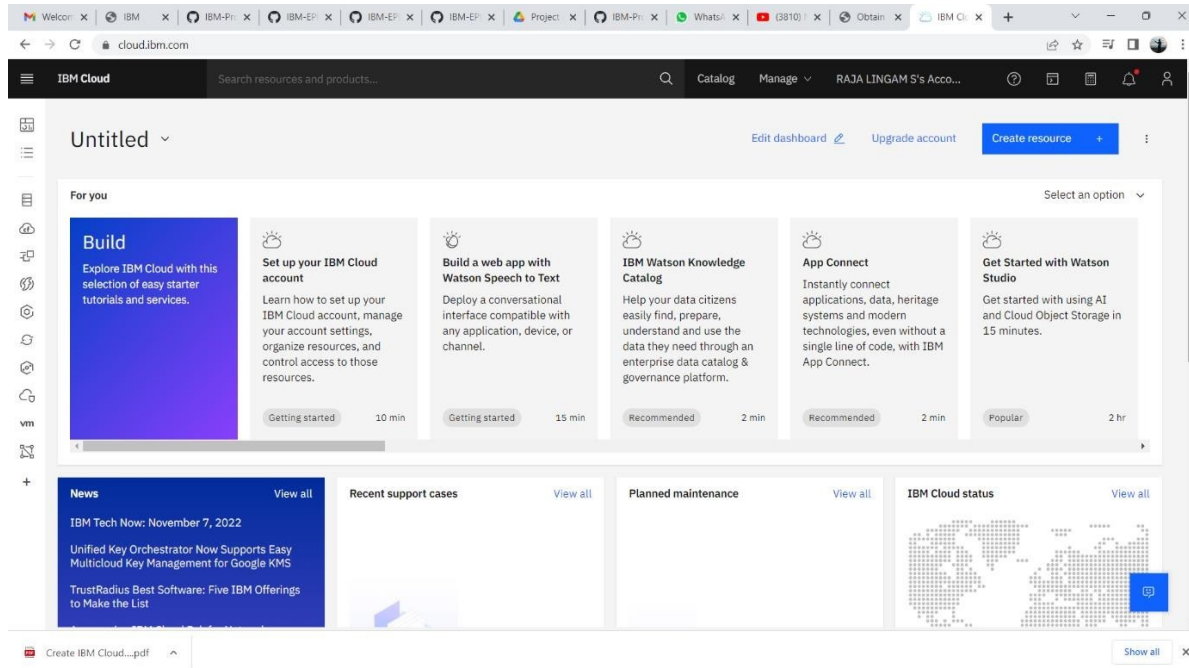 Welcom
IBM
IBM-Pro
IBM-EP
IBM-EP
IBM-EP
Project
IBM-Pro
WhatsA
(3810)
Obtain
IBM Clo
cloud.ibm.com
IBM Cloud
Search resources and products...
Catalog
Manage
RAJA LINGAM S's Acco...
Untitled
Edit dashboard
Upgrade account
Create resource +
For you
Select an option
Build
Explore IBM Cloud with this
selection of easy starter
tutorials and services.
Set up your IBM Cloud
account
Learn how to set up your
IBM Cloud account, manage
your account settings,
organize resources, and
control access to those
resources.
Getting started
10 min
Build a web app with
Watson Speech to Text
Deploy a conversational
interface compatible with
any application, device, or
channel.
Getting started
15 min
IBM Watson Knowledge
Catalog
Help your data citizens
easily find, prepare,
understand and use the
data they need through an
enterprise data catalog &
governance platform.
Recommended
2 min
App Connect
Instantly connect
applications, data, heritage
systems and modern
technologies, even without a
single line of code, with IBM
App Connect.
Recommended
2 min
Get Started with Watson
Studio
Get started with using AI
and Cloud Object Storage in
15 minutes.
Popular
2 hr
vm
News
View all
IBM Tech Now: November 7, 2022
Unified Key Orchestrator Now Supports Easy
Multicloud Key Management for Google KMS
TrustRadius Best Software: Five IBM Offerings
to Make the List
Recent support cases
View all
Planned maintenance
View all
IBM Cloud status
View all
Create IBM Cloud....pdf
Show all